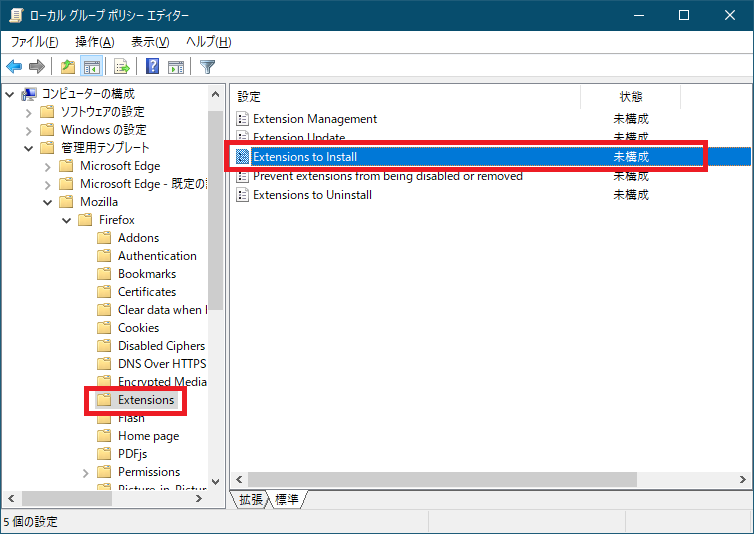 ローカル グループ ポリシー エディター
ファイル(F) 操作(A) 表示(V) ヘルプ(H)
コンピューターの構成
ソフトウェアの設定
Windows の設定
管理用テンプレート
Microsoft Edge
Microsoft Edge - 既定の設
Mozilla
Firefox
Addons
Authentication
Bookmarks
Certificates
Clear data when
Cookies
Disabled Ciphers
DNS Over HTTPS
Encrypted Media
Extensions
Flash
Home page
PDFjs
Permissions
Picture-in-Pictur
設定 状態
Extension Management 未構成
Extension Update 未構成
Extensions to Install 未構成
Prevent extensions from being disabled or removed 未構成
Extensions to Uninstall 未構成
拡張 標準
5 個の設定